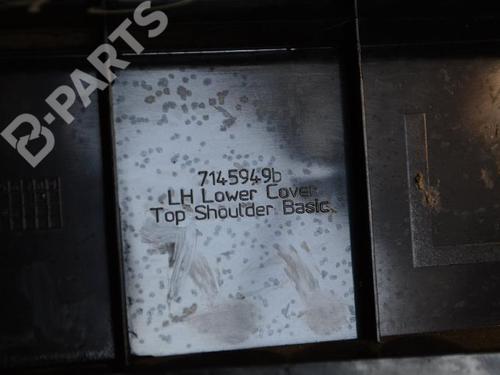 B-PARTS
7145949b
LH Lower Cover
Top Shoulder Basic